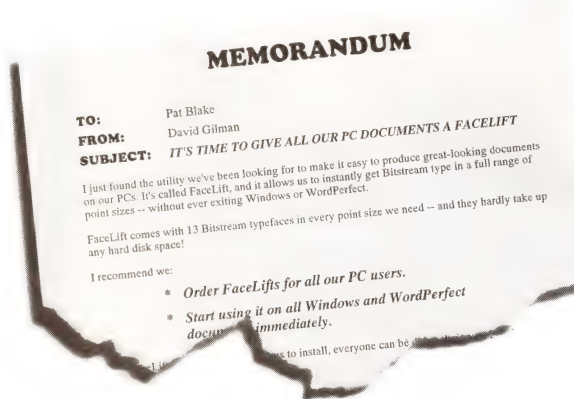 MEMORANDUM
TO: Pat Blake
FROM: David Gilman
SUBJECT: IT'S TIME TO GIVE ALL OUR PC DOCUMENTS A FACELIFT
I just found the utility we've been looking for to make it easy to produce great-looking documents
on our PCs. It's called FaceLift, and it allows us to instantly get Bitstream type in a full range of
point sizes -- without ever exiting Windows or WordPerfect.
FaceLift comes with 13 Bitstream typefaces in every point size we need -- and they hardly take up
any hard disk space!
I recommend we:
* Order FaceLifts for all our PC users.
* Start using it on all Windows and WordPerfect
immediately.
to install, everyone can be